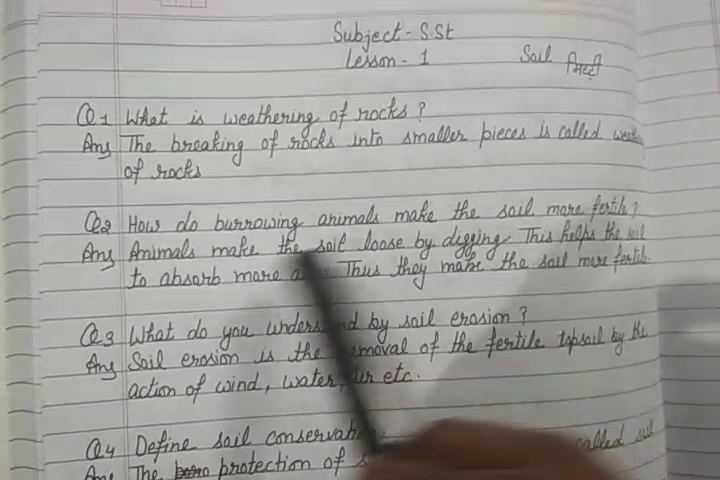 Subject - S.St
Lesson - 1 Soil मिट्टी
Q1 What is weathering of rocks?
Ans The breaking of rocks into smaller pieces is called
of rocks
Q2 How do burrowing animals make the soil more fertile?
Ans Animals make the soil loose by digging. This helps the soil
to absorb more Thus they make the soil more fertile.
Q3 What do you understand by soil erosion?
Ans Soil erosion is the removal of the fertile topsoil by the
action of wind, water, air etc.
Q4 Define soil conservation.
Ans The protection of called soil